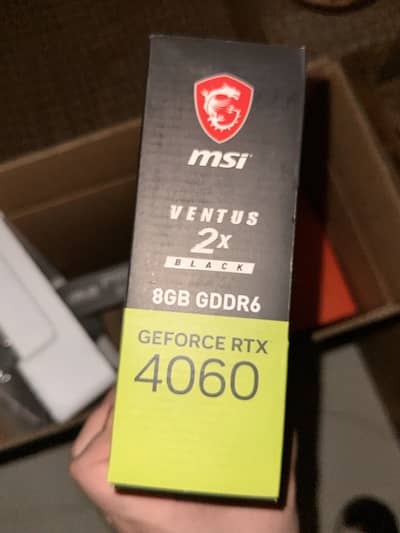 msi
VENTUS
2X
BLACK
8GB GDDR6
GEFORCE RTX
4060